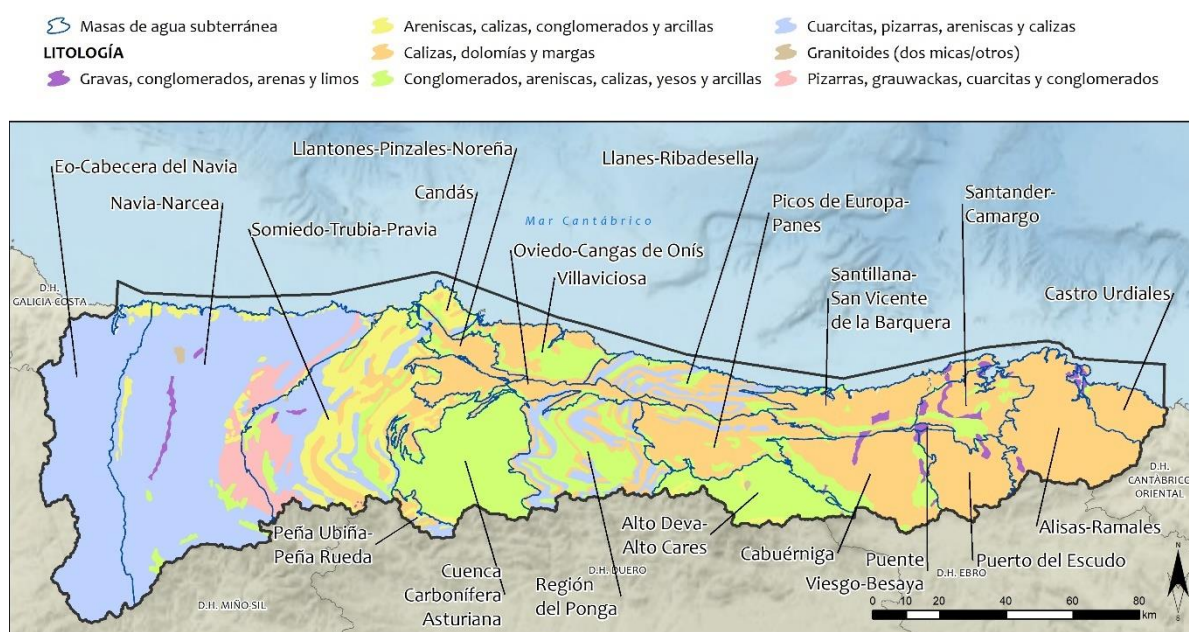 Masas de agua subterránea
LITOLOGÍA
Gravas, conglomerados, arenas y limos
Areniscas, calizas, conglomerados y arcillas
Calizas, dolomías y margas
Conglomerados, areniscas, calizas, yesos y arcillas
Cuarcitas, pizarras, areniscas y calizas
Granitoides (dos micas/otros)
Pizarras, grauwackas, cuarcitas y conglomerados
Eo-Cabecera del Navia
Navia-Narcea
Somiedo-Trubia-Pravia
Llantones-Pinzales-Noreña
Candás
Mar Cantábrico
Oviedo-Cangas de Onís
Villaviciosa
Llanes-Ribadesella
Picos de Europa-
Panes
Santillana-
San Vicente
de la Barquera
Santander-
Camargo
Castro Urdiales
D.H.
GALICIA-COSTA
D.H.
CANTÁBRICO
ORIENTAL
Peña Ubiña-
Peña Rueda
Cuenca
Carbonífera
Asturiana
Región
del Ponga
Alto Deva-
Alto Cares
Cabuérniga
Puente
Viesgo-Besaya
Puerto del Escudo
Alisas-Ramales
D.H. MIÑO-SIL
D.H. DUERO
D.H. EBRO
N
S
0 10 20 40 60 80
km